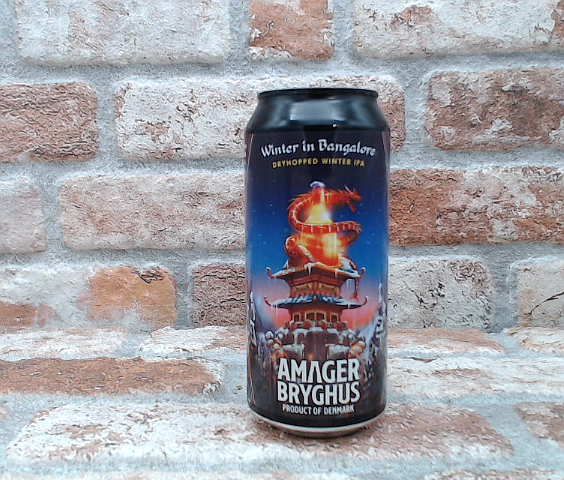 Winter in Bangalore
DRYHOPPED WINTER IPA
AMAGER
BRYGHUS
PRODUCT OF DENMARK